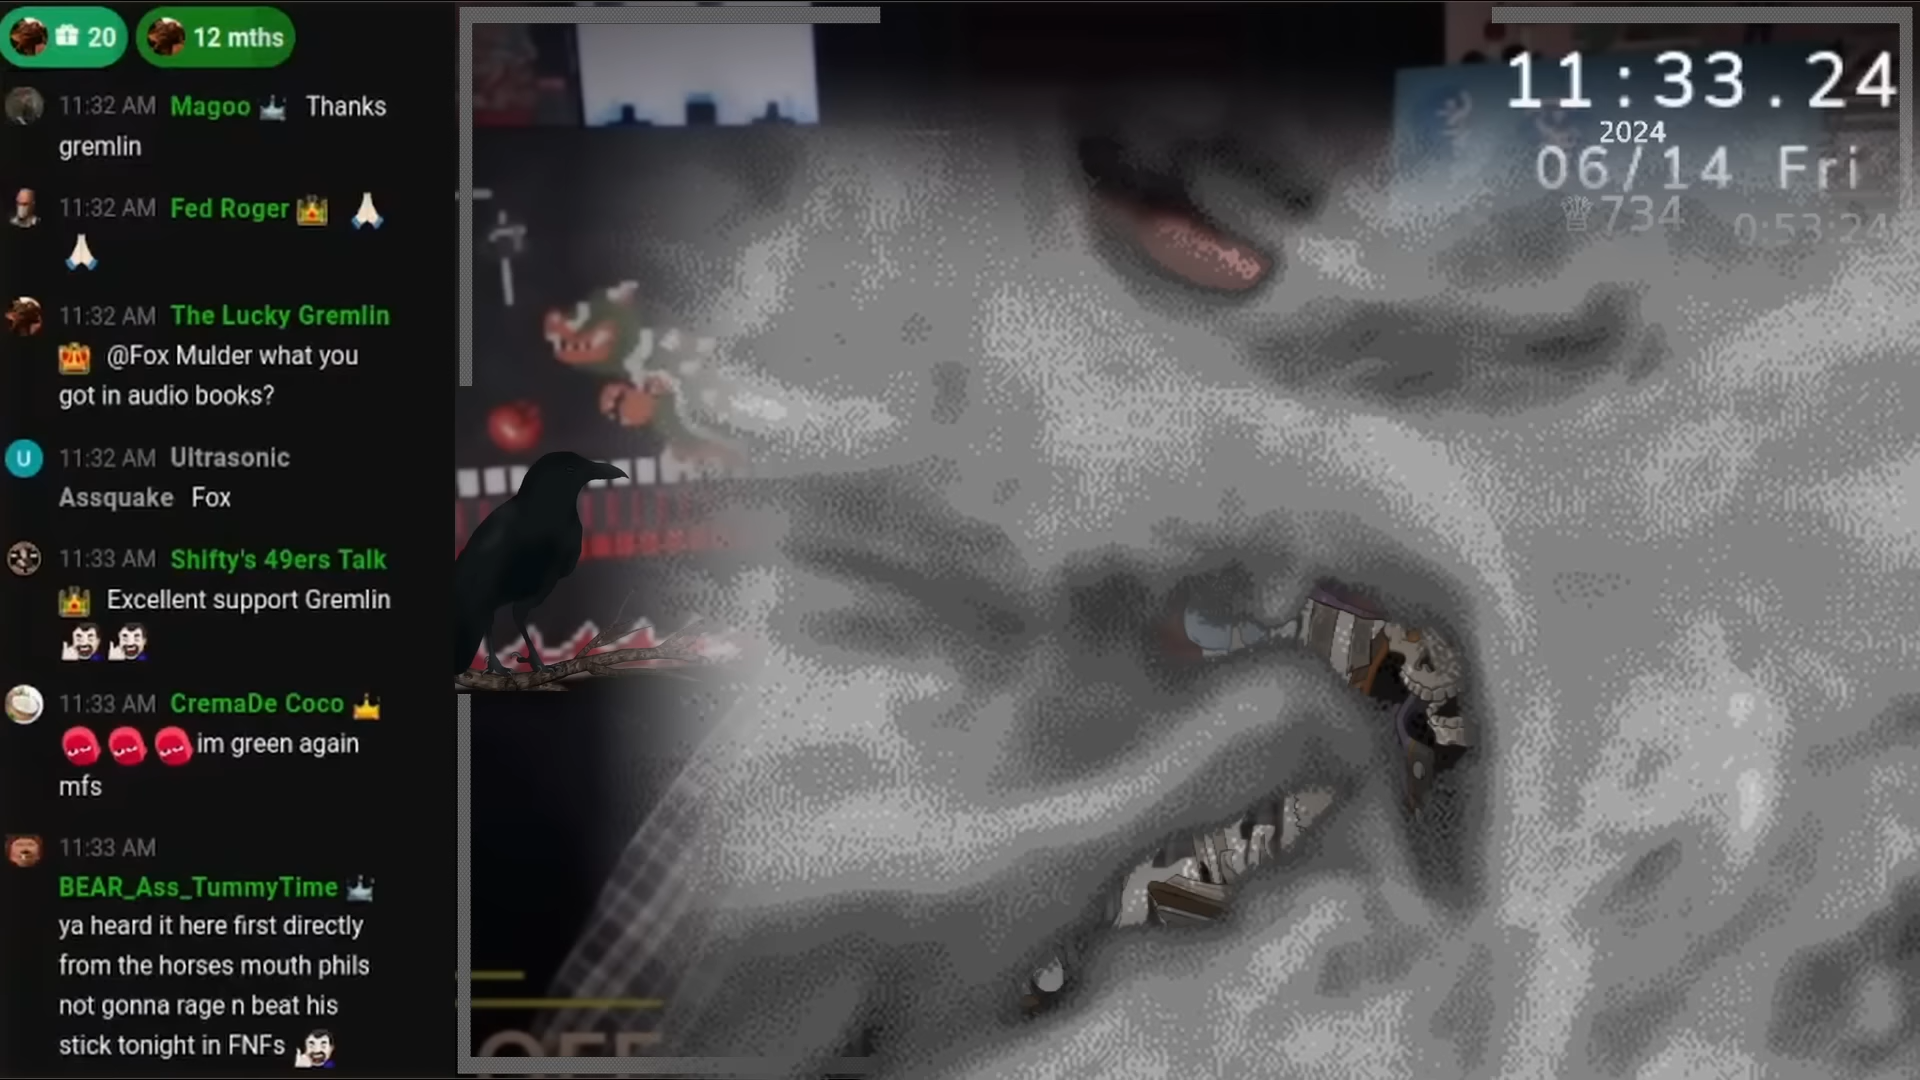 20
12 mths
11:32 AM Magoo Thanks
gremlin
11:32 AM Fed Roger
11:32 AM The Lucky Gremlin
@Fox Mulder what you
got in audio books?
U
11:32 AM Ultrasonic
Assquake Fox
11:33 AM Shifty's 49ers Talk
Excellent support Gremlin
11:33 AM CremaDe Coco
im green again
mfs
11:33 AM
BEAR_Ass_TummyTime
ya heard it here first directly
from the horses mouth phils
not gonna rage n beat his
stick tonight in FNFs
11:33.24
2024
06/14 Fri
734 0:53:24
OFF